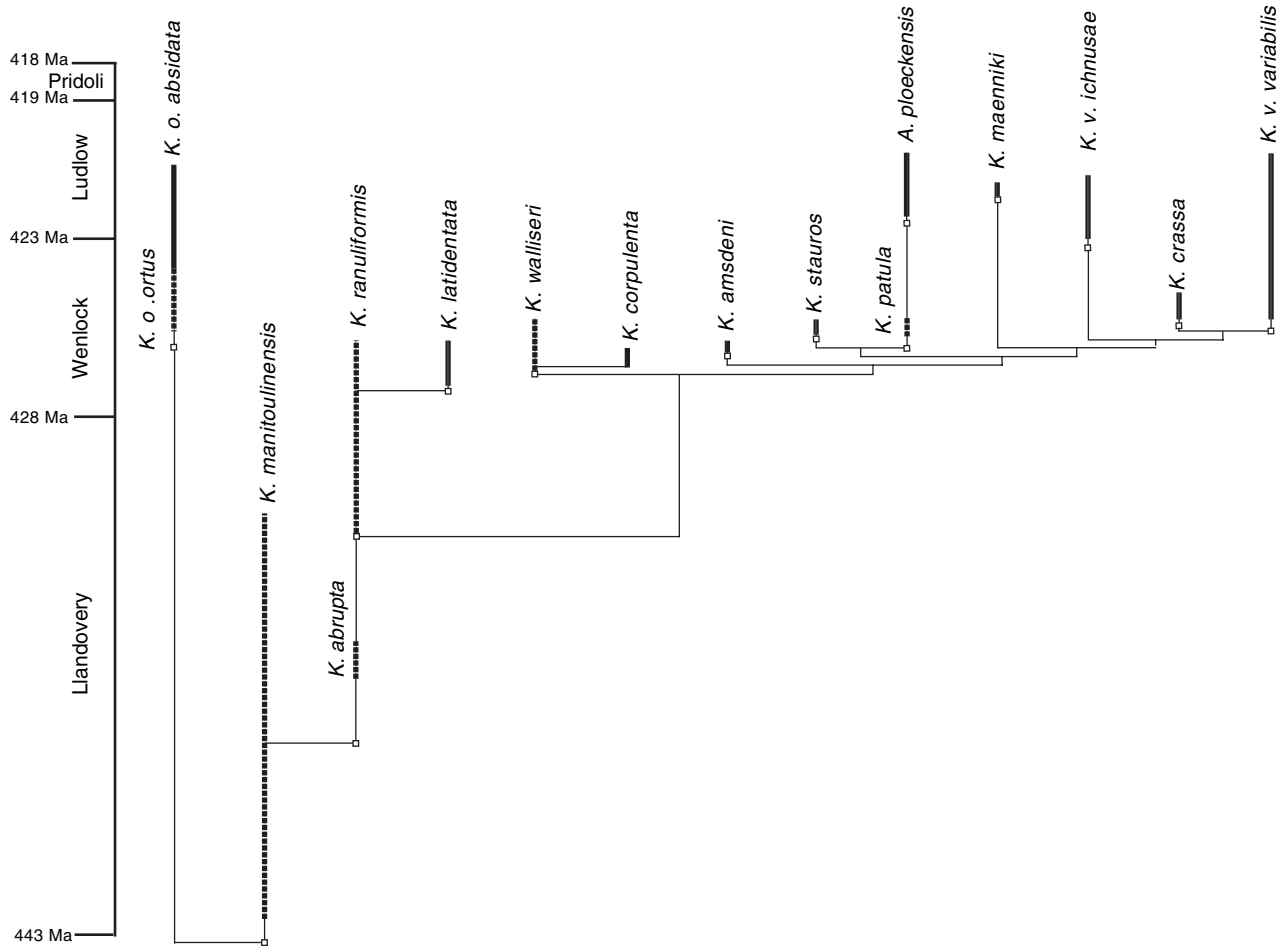 418 Ma
Pridoli
419 Ma
Ludlow
423 Ma
Wenlock
428 Ma
Llandovery
443 Ma
K. o. absidata
K. o .ortus
K. manitoulinensis
K. ranuliformis
K. abrupta
K. latidentata
K. walliseri
K. corpulenta
K. amsdeni
K. stauros
K. patula
A. ploeckensis
K. maenniki
K. v. ichnusae
K. crassa
K. v. variabilis